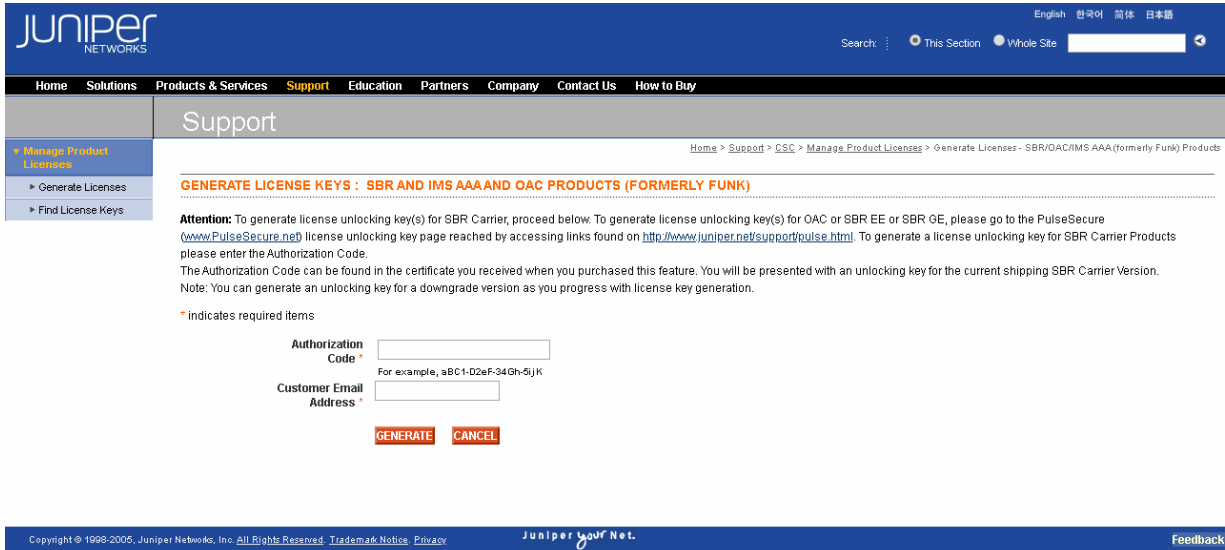 JUNIPER
NETWORKS
English 한국어 简体 日本語
Search: This Section Whole Site
Home Solutions Products & Services Support Education Partners Company Contact Us How to Buy
Support
Home > Support > CSC > Manage Product Licenses > Generate Licenses - SBR/OAC/IMS AAA (formerly Funk) Products
Manage Product
Licenses
Generate Licenses
Find License Keys
GENERATE LICENSE KEYS : SBR AND IMS AAA AND OAC PRODUCTS (FORMERLY FUNK)
Attention: To generate license unlocking key(s) for SBR Carrier, proceed below. To generate license unlocking key(s) for OAC or SBR EE or SBR GE, please go to the PulseSecure
(www.PulseSecure.net) license unlocking key page reached by accessing links found on http://www.juniper.net/support/pulse.html. To generate a license unlocking key for SBR Carrier Products
please enter the Authorization Code.
The Authorization Code can be found in the certificate you received when you purchased this feature. You will be presented with an unlocking key for the current shipping SBR Carrier Version.
Note: You can generate an unlocking key for a downgrade version as you progress with license key generation.
* indicates required items
Authorization
Code *
For example, aBC1-D2eF-34Gh-5ijK
Customer Email
Address *
GENERATE CANCEL
Copyright © 1998-2005, Juniper Networks, Inc. All Rights Reserved. Trademark Notice. Privacy
Juniper your Net.
Feedback